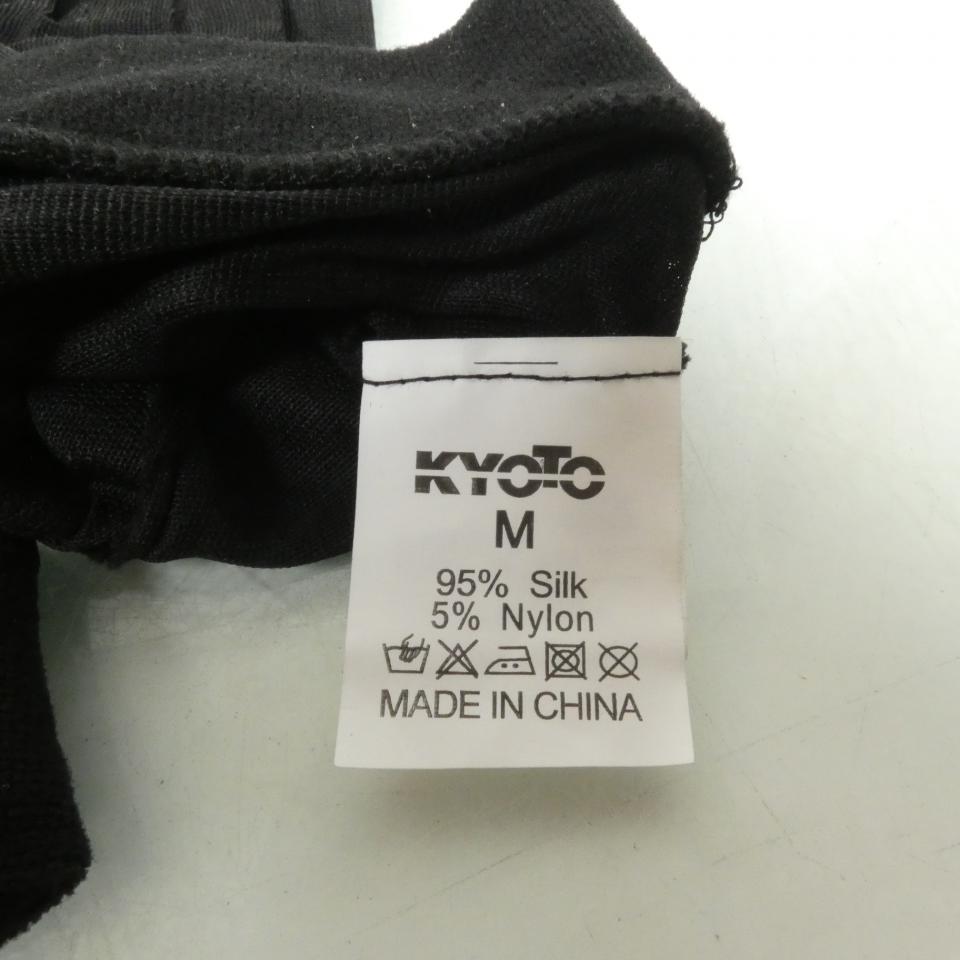 KYOTO
M
95% Silk
5% Nylon
MADE IN CHINA